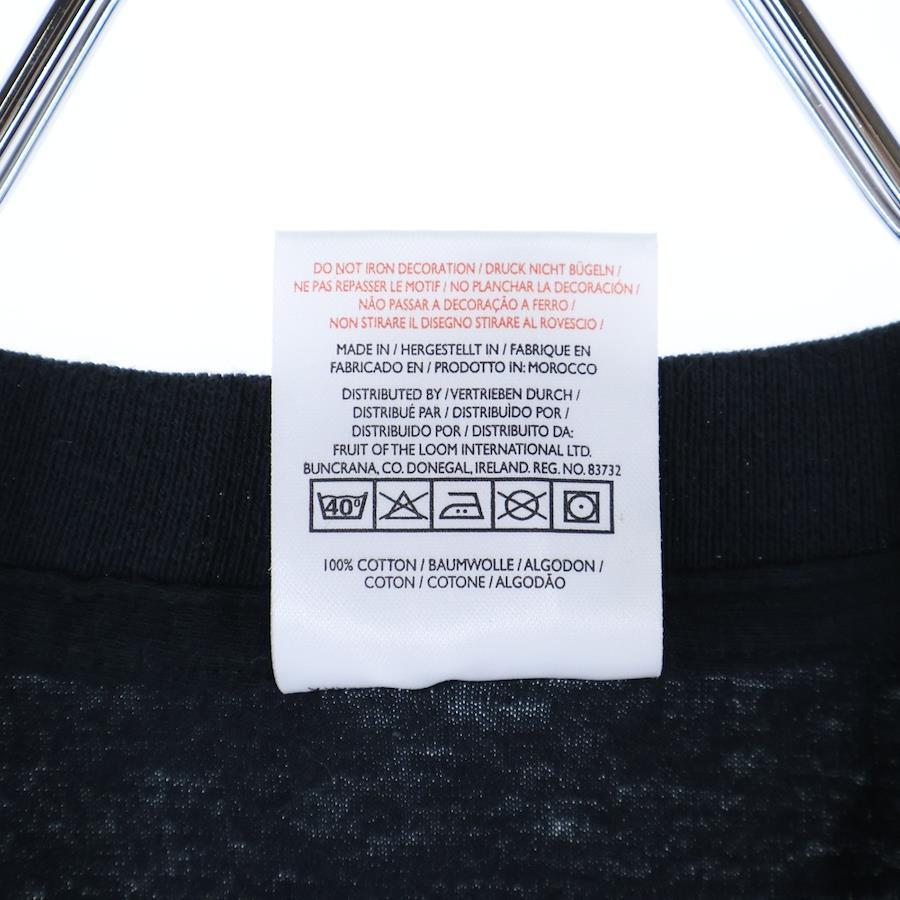 DO NOT IRON DECORATION / DRUCK NICHT BÜGELN /
NE PAS REPASSER LE MOTIF / NO PLANCHAR LA DECORACIÓN /
NÃO PASSAR A DECORAÇÃO A FERRO /
NON STIRARE IL DISEGNO STIRARE AL ROVESCIO /
MADE IN / HERGESTELLT IN / FABRIQUE EN
FABRICADO EN / PRODOTTO IN: MOROCCO
DISTRIBUTED BY / VERTRIEBEN DURCH /
DISTRIBUÉ PAR / DISTRIBUÌDO POR /
DISTRIBUIDO POR / DISTRIBUITO DA:
FRUIT OF THE LOOM INTERNATIONAL LTD.
BUNCRANA, CO. DONEGAL, IRELAND. REG. NO. 83732
40°
4
100% COTTON / BAUMWOLLE / ALGODON /
COTON / COTONE / ALGODÃO